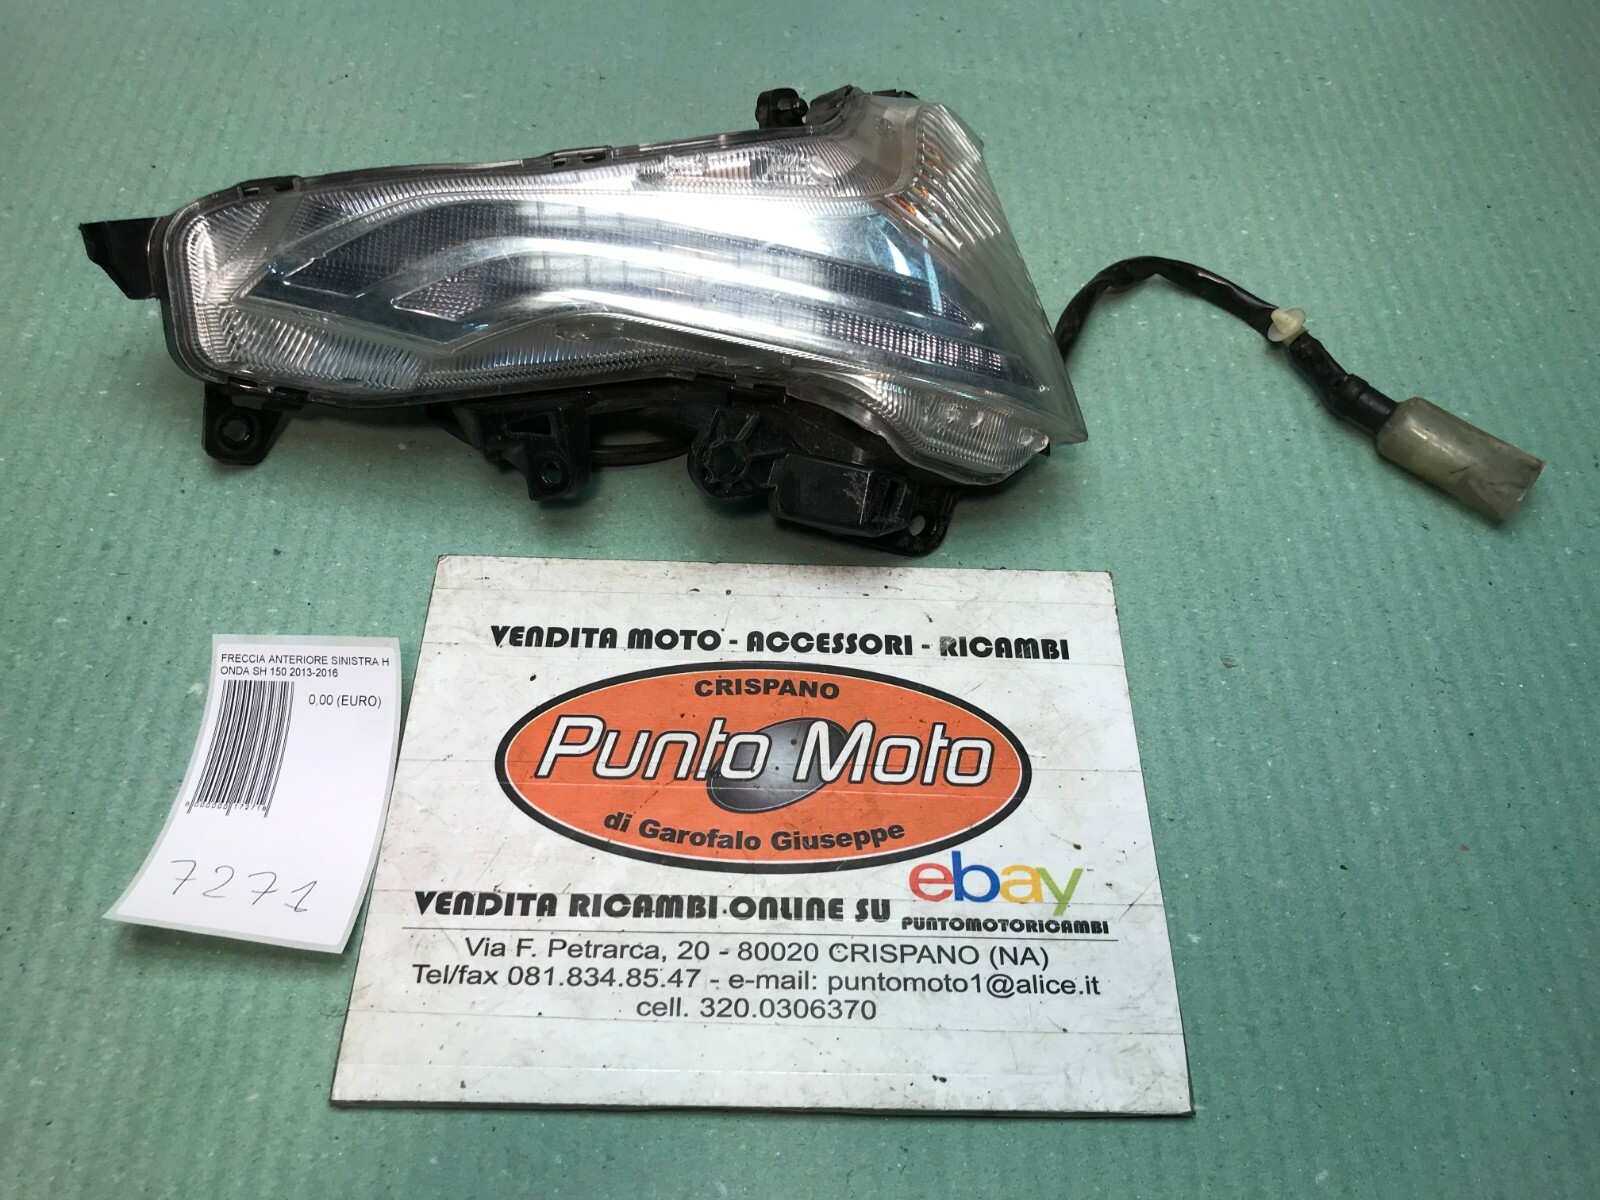 FRECCIA ANTERIORE SINISTRA H
ONDA SH 150 2013-2016
0,00 (EURO)
7271
VENDITA MOTO - ACCESSORI - RICAMBI
CRISPANO
Punto Moto
di Garofalo Giuseppe
ebay
VENDITA RICAMBI ONLINE SU
PUNTOMOTORICAMBI
Via F. Petrarca, 20 - 80020 CRISPANO (NA)
Tel/fax 081.834.85.47 - e-mail: puntomoto1@alice.it
cell. 320.0306370